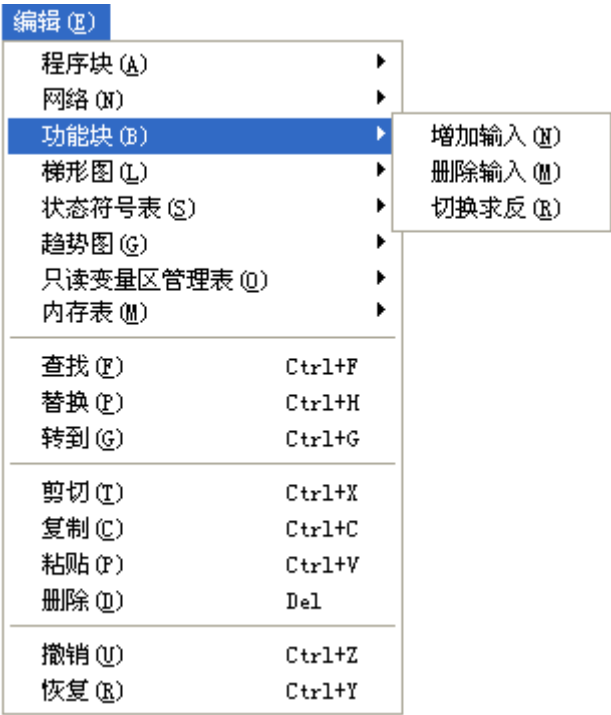 编辑(E)
程序块(A)
网络(N)
功能块(B)
增加输入(N)
删除输入(M)
切换求反(R)
梯形图(L)
状态符号表(S)
趋势图(G)
只读变量区管理表(O)
内存表(M)
查找(F) Ctrl+F
替换(P) Ctrl+H
转到(G) Ctrl+G
剪切(T) Ctrl+X
复制(C) Ctrl+C
粘贴(P) Ctrl+V
删除(D) Del
撤销(U) Ctrl+Z
恢复(R) Ctrl+Y